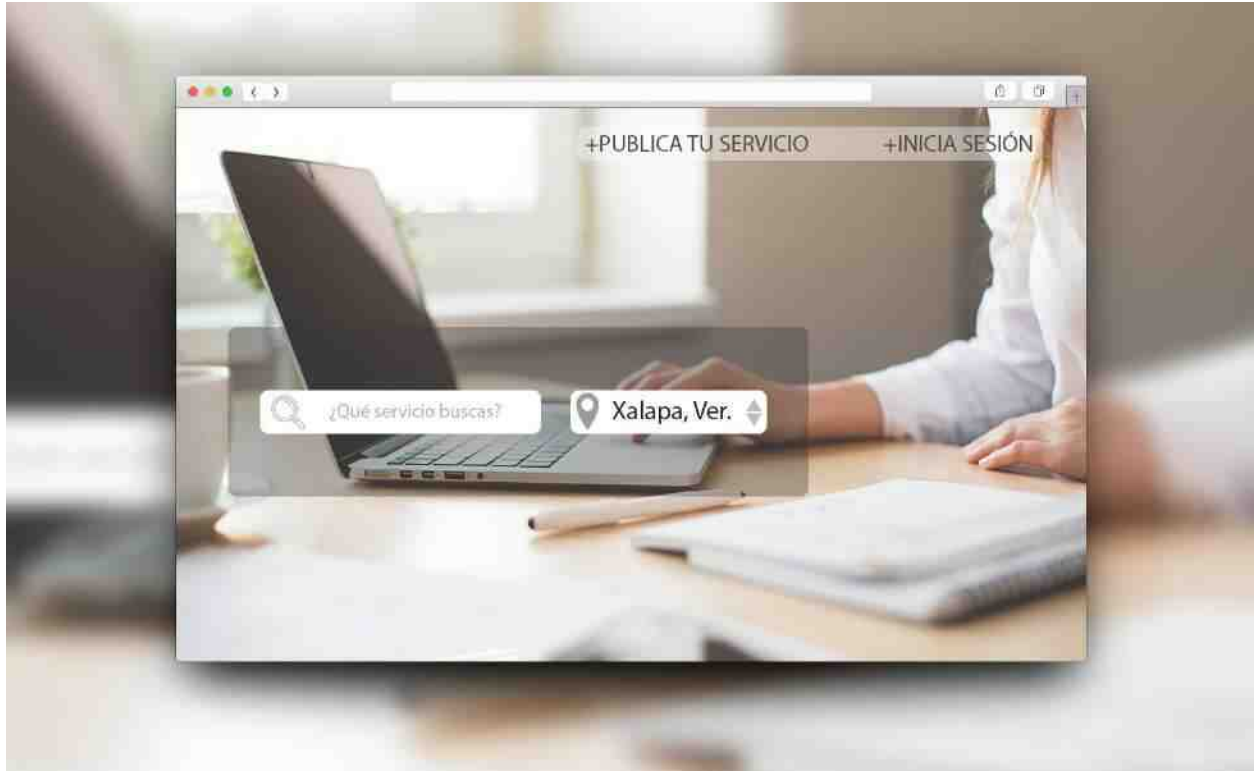 +PUBLICA TU SERVICIO +INICIA SESIÓN
¿Qué servicio buscas? Xalapa, Ver.